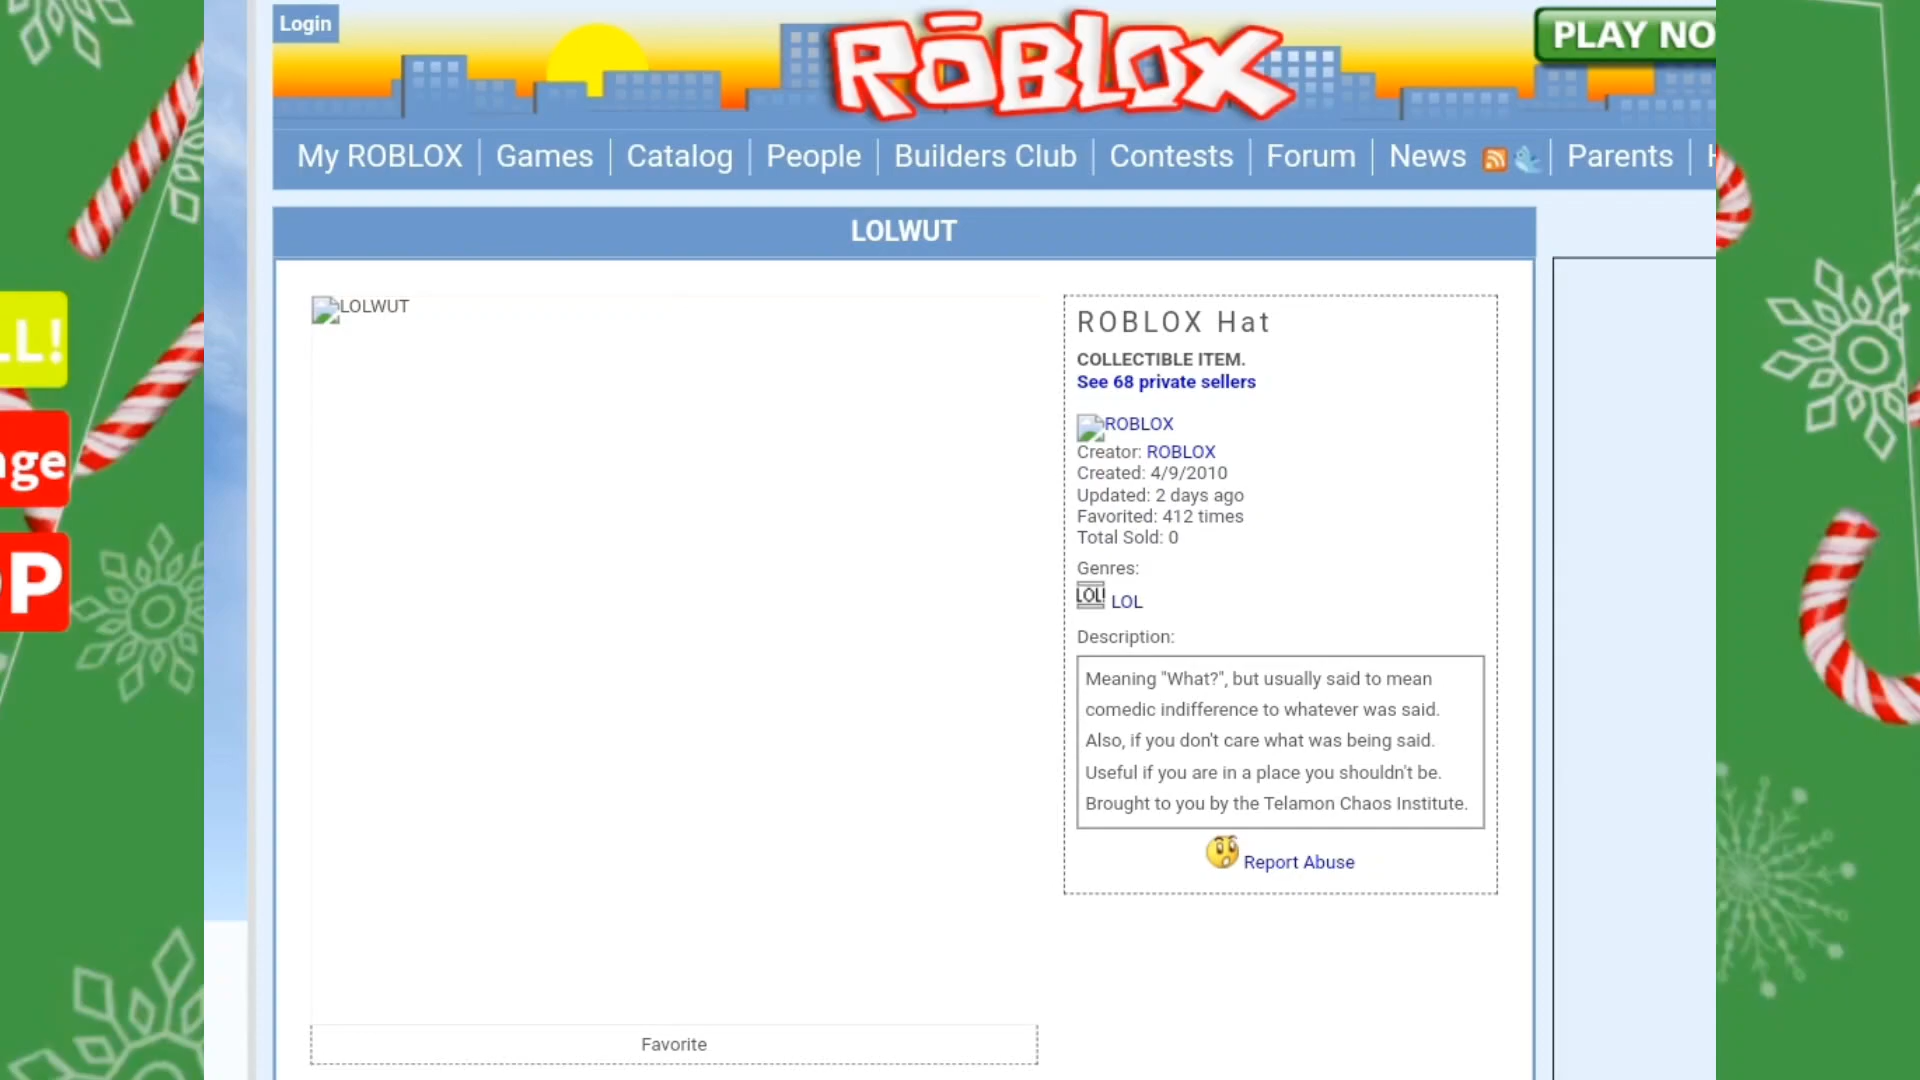 Login
ROBLOX
PLAY NO
My ROBLOX
Games
Catalog
People
Builders Club
Contests
Forum
News
Parents
LOLWUT
LOLWUT
ROBLOX Hat
COLLECTIBLE ITEM.
See 68 private sellers
ROBLOX
Creator: ROBLOX
Created: 4/9/2010
Updated: 2 days ago
Favorited: 412 times
Total Sold: 0
Genres:
LOL! LOL
Description:
Meaning "What?", but usually said to mean
comedic indifference to whatever was said.
Also, if you don't care what was being said.
Useful if you are in a place you shouldn't be.
Brought to you by the Telamon Chaos Institute.
Report Abuse
Favorite
LL!
nge
OP